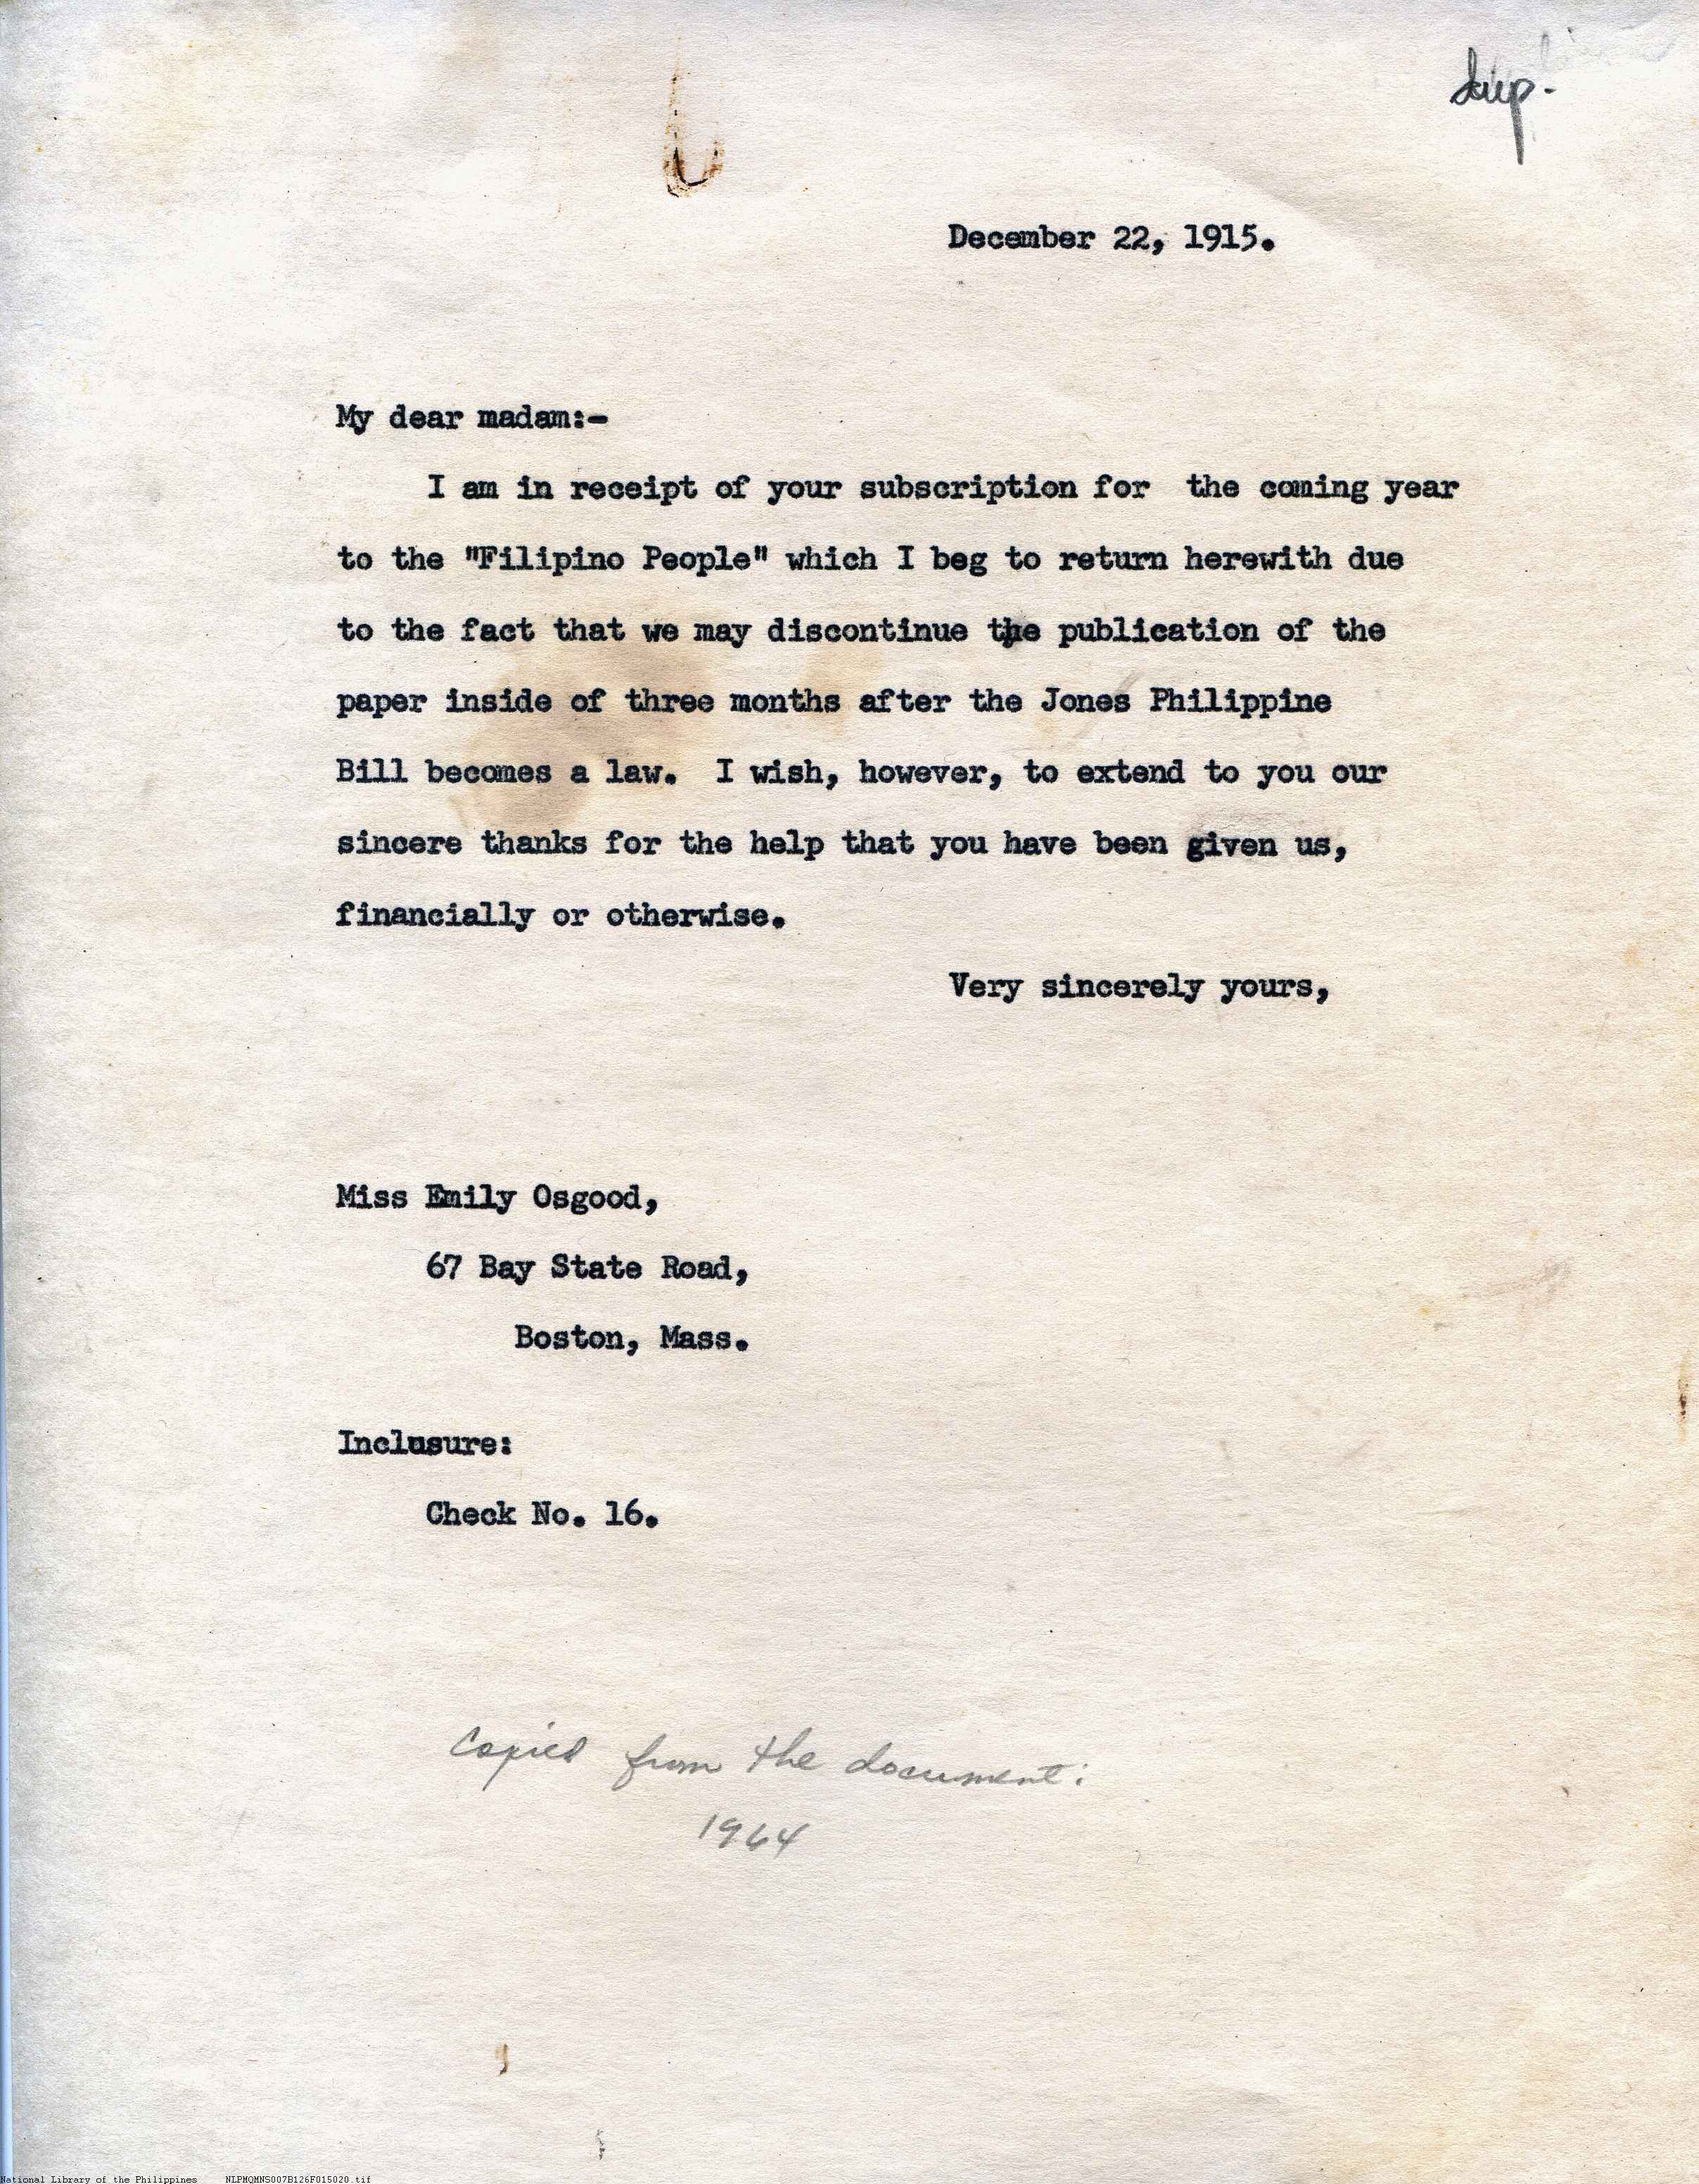 dup.
December 22, 1915.
My dear madam:-
I am in receipt of your subscription for the coming year
to the "Filipino People" which I beg to return herewith due
to the fact that we may discontinue the publication of the
paper inside of three months after the Jones Philippine
Bill becomes a law. I wish, however, to extend to you our
sincere thanks for the help that you have been given us,
financially or otherwise.
Very sincerely yours,
Miss Emily Osgood,
67 Bay State Road,
Boston, Mass.
Inclusure:
Check No. 16.
Copied from the document:
1964
National Library of the Philippines NLPMQMNS007B126F015020.tif